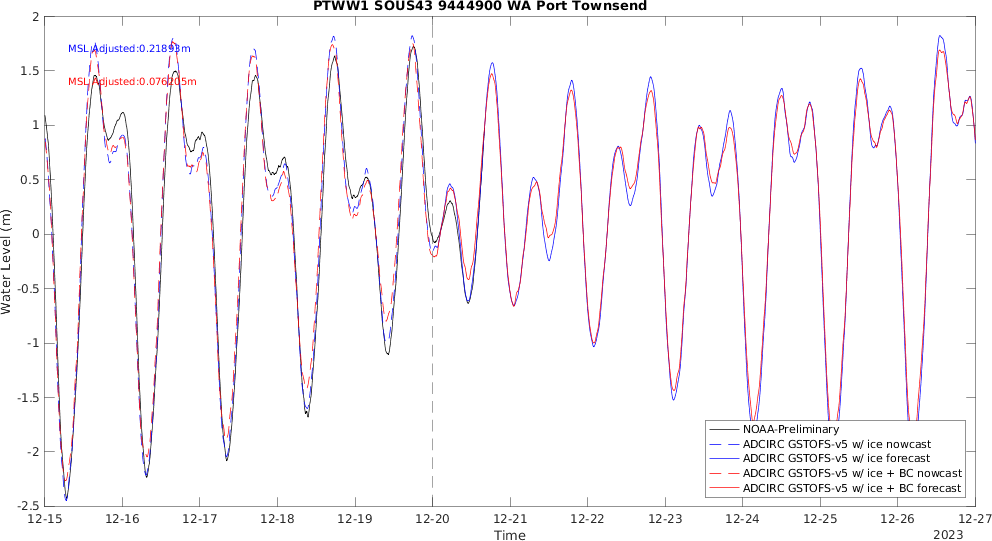 PTWW1 SOUS43 9444900 WA Port Townsend
2
1.5
1
0.5
0
-0.5
-1
-1.5
-2
-2.5
Water Level (m)
MSL Adjusted:0.21893m
MSL Adjusted:0.076205m
NOAA-Preliminary
ADCIRC GSTOFS-v5 w/ ice nowcast
ADCIRC GSTOFS-v5 w/ ice forecast
ADCIRC GSTOFS-v5 w/ ice + BC nowcast
ADCIRC GSTOFS-v5 w/ ice + BC forecast
12-15 12-16 12-17 12-18 12-19 12-20 12-21 12-22 12-23 12-24 12-25 12-26 12-27
Time
2023